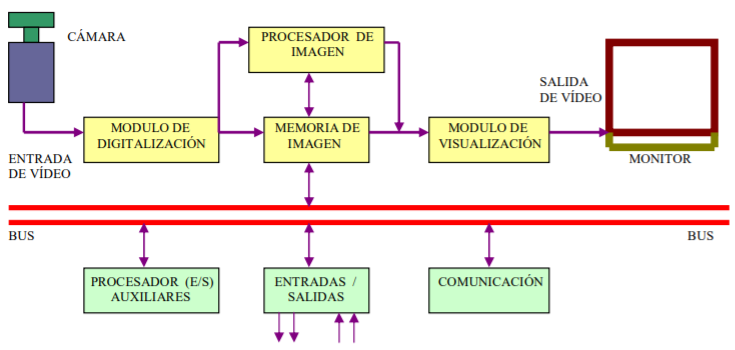 CÁMARA
PROCESADOR DE
IMAGEN
SALIDA
DE VÍDEO
MODULO DE
DIGITALIZACIÓN
MEMORIA DE
IMAGEN
MODULO DE
VISUALIZACIÓN
ENTRADA
DE VÍDEO
MONITOR
BUS
BUS
PROCESADOR (E/S)
AUXILIARES
ENTRADAS /
SALIDAS
COMUNICACIÓN